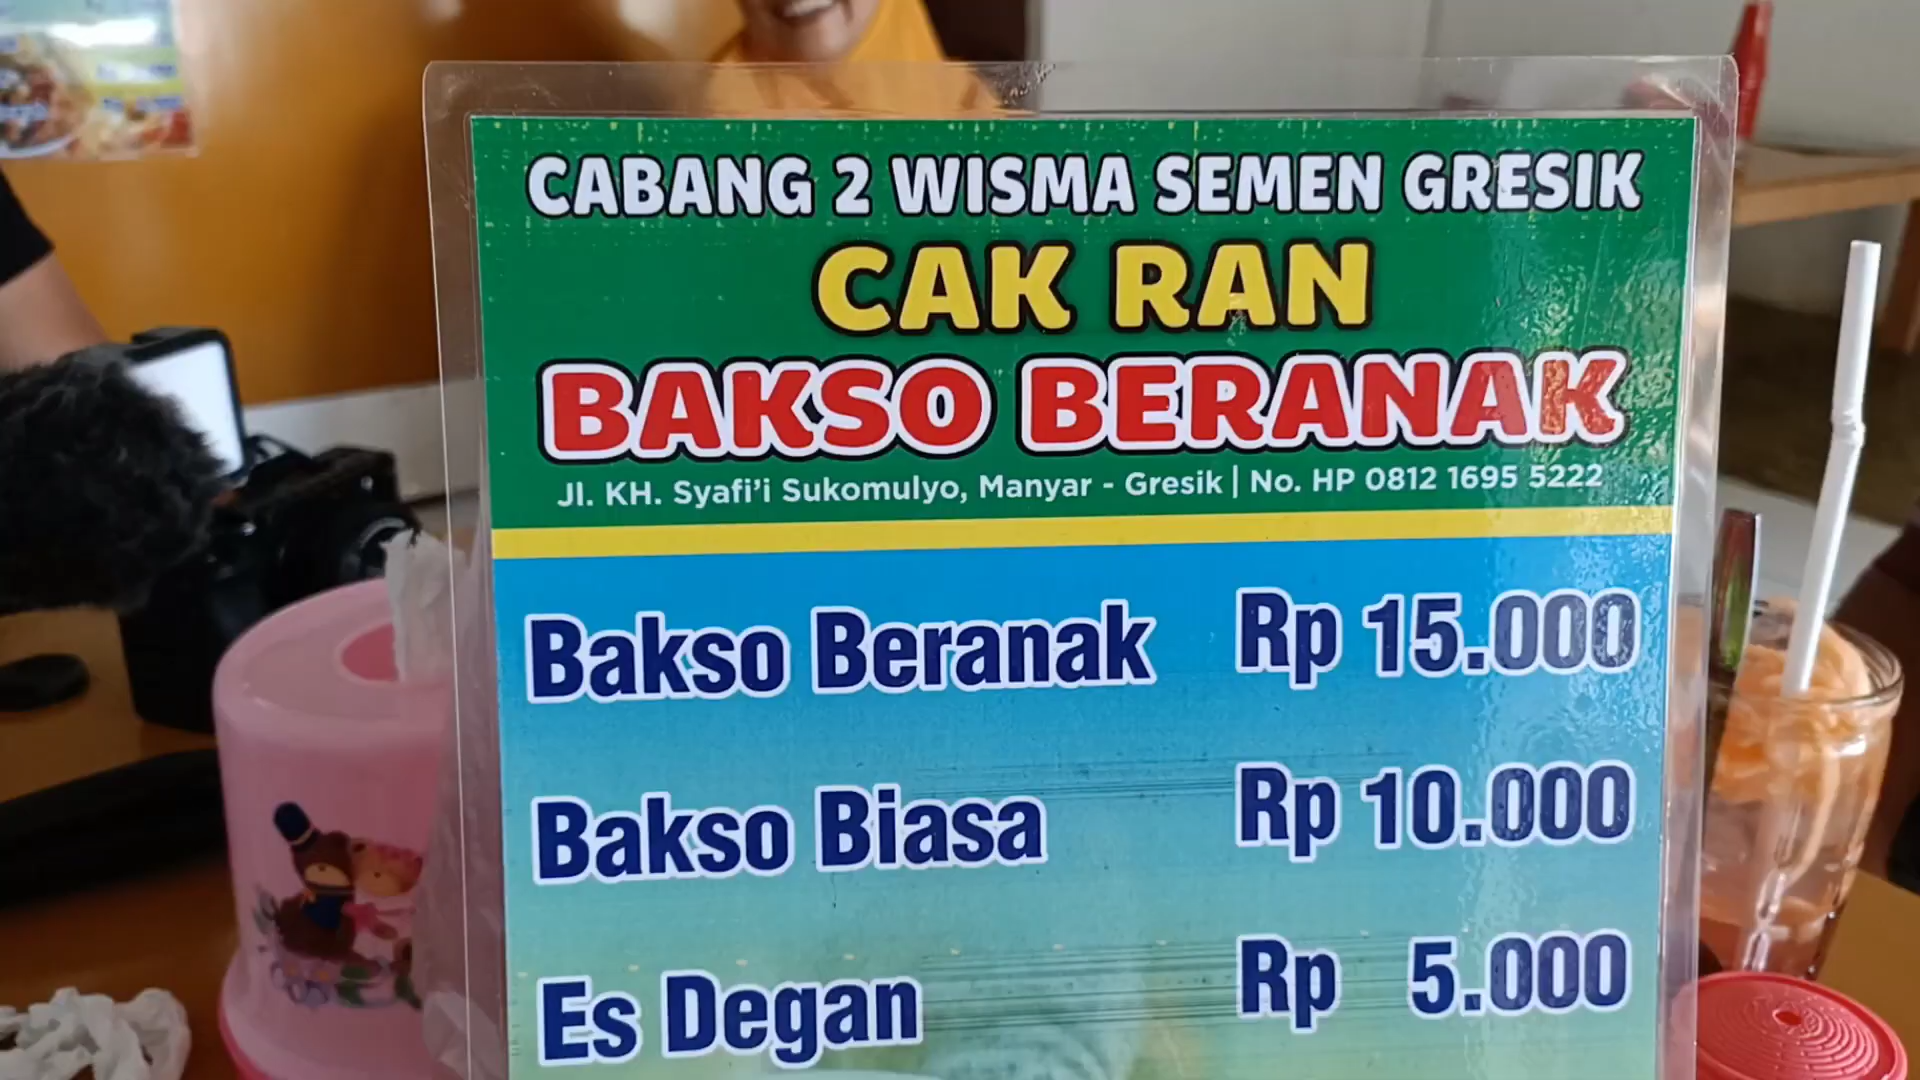 CABANG 2 WISMA SEMEN GRESIK
CAK RAN
BAKSO BERANAK
Jl. KH. Syafi'i Sukomulyo, Manyar - Gresik | No. HP 0812 1695 5222
Bakso Beranak Rp 15.000
Bakso Biasa Rp 10.000
Es Degan Rp 5.000